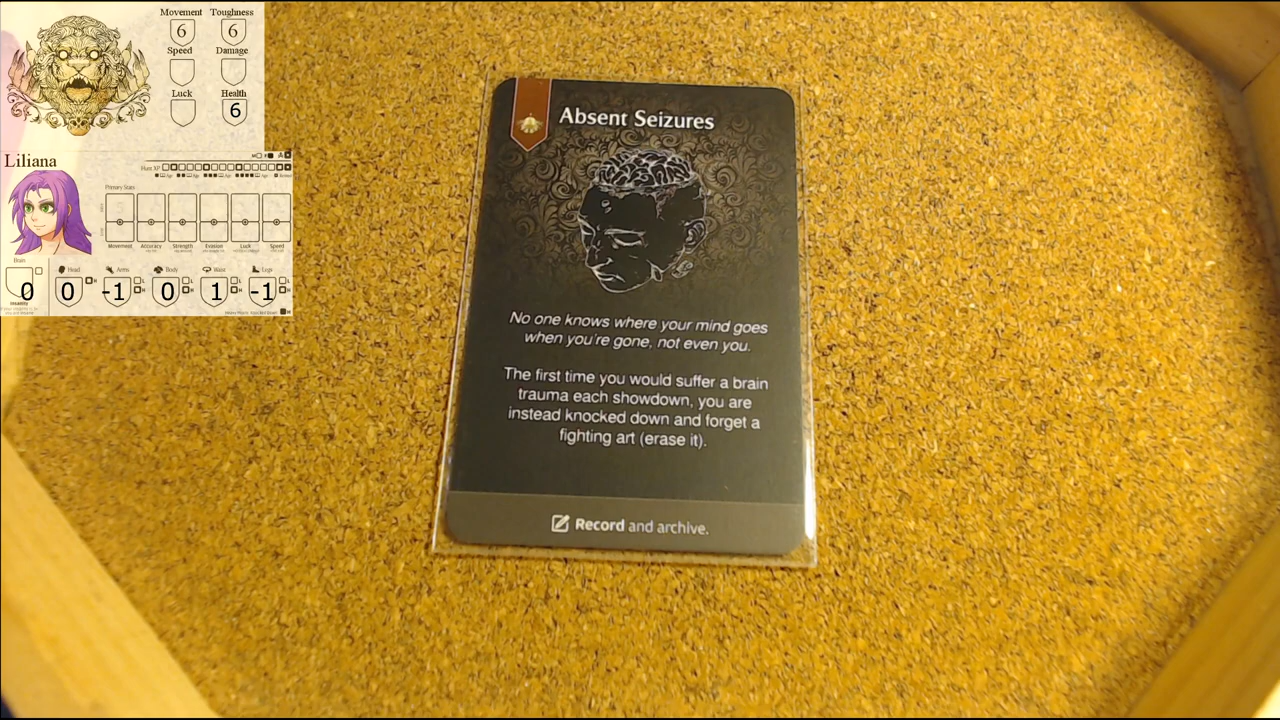 Movement Toughness
6 6
Speed Damage
Luck Health
6
Liliana
Hunt XP
Primary Stats
Movement Accuracy Strength Evasion Luck Speed
Brain Head Arms Body Waist Legs
0 0 -1 0 1 -1
Insanity
Absent Seizures
No one knows where your mind goes
when you're gone, not even you.
The first time you would suffer a brain
trauma each showdown, you are
instead knocked down and forget a
fighting art (erase it).
Record and archive.